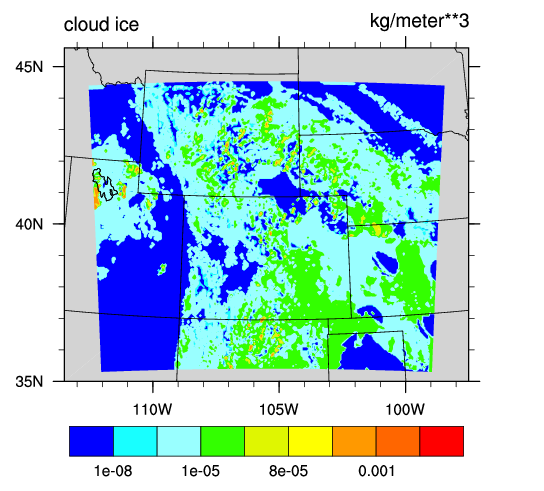 cloud ice kg/meter**3
45N
40N
35N
110W 105W 100W
1e-08 1e-05 8e-05 0.001